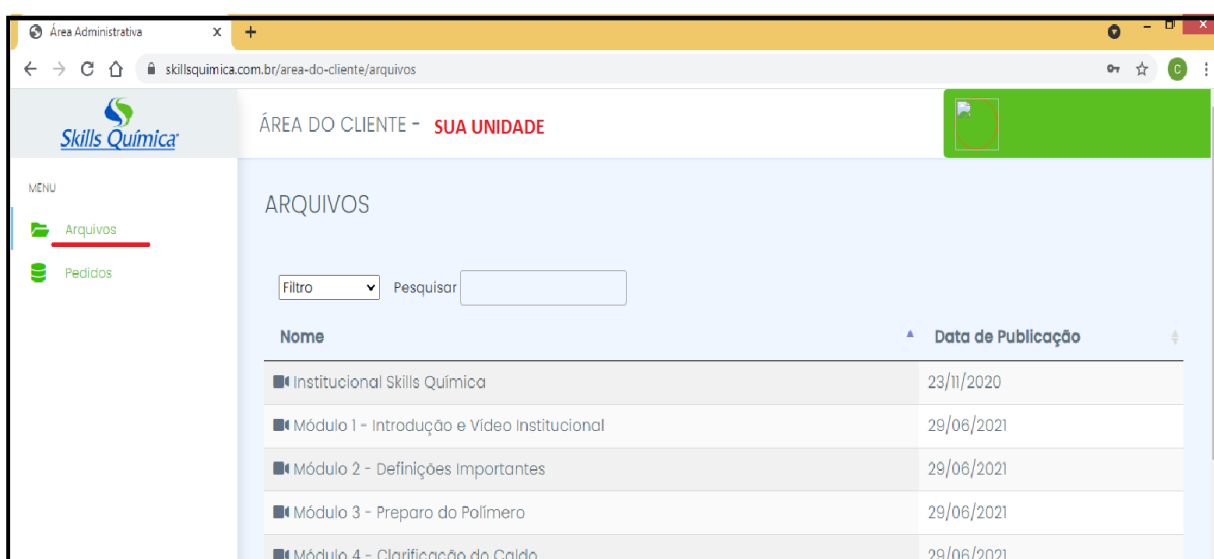 Área Administrativa
skillsquimica.com.br/area-do-cliente/arquivos
C
Skills Química
ÁREA DO CLIENTE - SUA UNIDADE
MENU
Arquivos
Pedidos
ARQUIVOS
Filtro Pesquisar
Nome Data de Publicação
Institucional Skills Química 23/11/2020
Módulo 1 - Introdução e Vídeo Institucional 29/06/2021
Módulo 2 - Definições Importantes 29/06/2021
Módulo 3 - Preparo do Polímero 29/06/2021
Módulo 4 - Clarificação do Caldo 29/06/2021